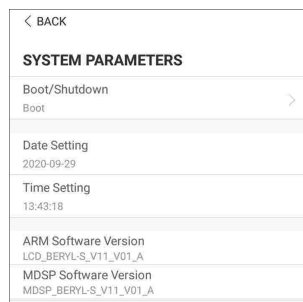 < BACK
SYSTEM PARAMETERS
Boot/Shutdown
Boot
Date Setting
2020-09-29
Time Setting
13:43:18
ARM Software Version
LCD_BERYL-S_V11_V01_A
MDSP Software Version
MDSP_BERYL-S_V11_V01_A